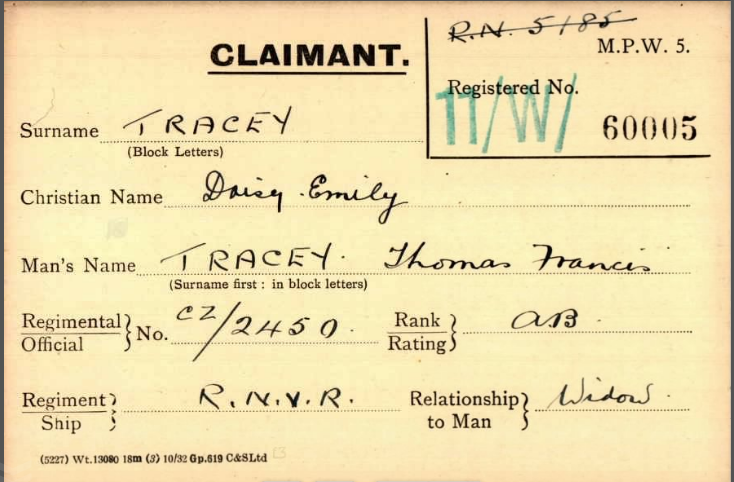 R.N. 5185
M.P.W. 5.
CLAIMANT.
Registered No.
11/W/ 60005
Surname TRACEY
(Block Letters)
Christian Name Daisy Emily
Man's Name TRACEY. Thomas Francis
(Surname first : in block letters)
Regimental
Official } No. CZ/2450. Rank
Rating } AB.
Regiment
Ship } R.N.V.R. Relationship
to Man } Widow.
(5227) Wt.13080 18m (3) 10/32 Gp.619 C&SLtd